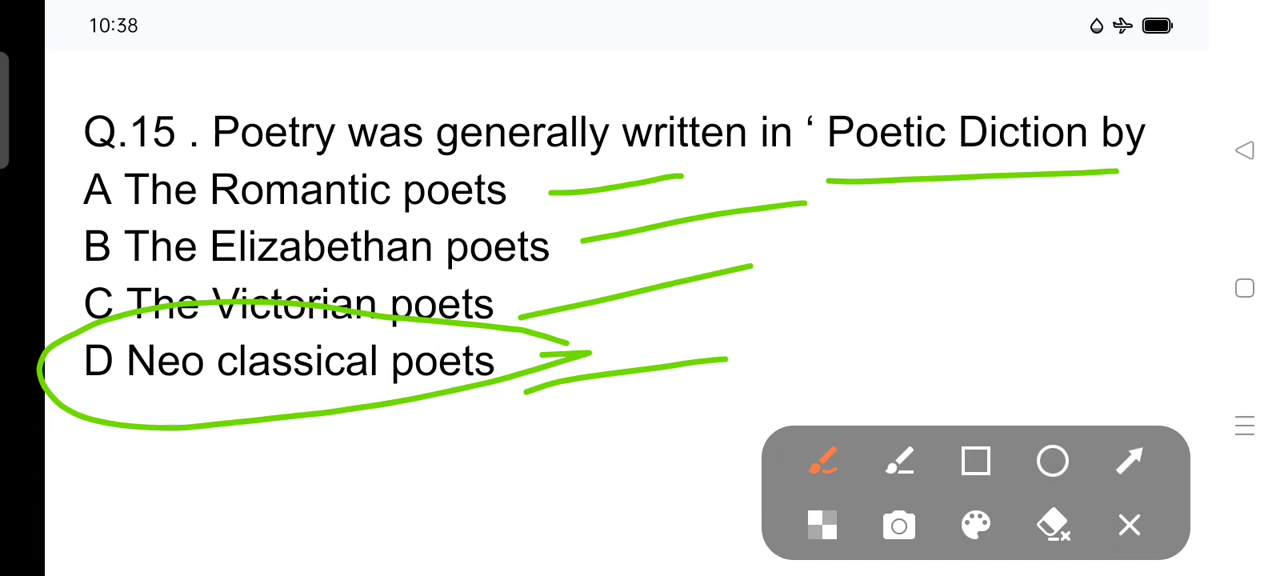 10:38
Q.15 . Poetry was generally written in ‘ Poetic Diction by
A The Romantic poets
B The Elizabethan poets
C The Victorian poets
D Neo classical poets